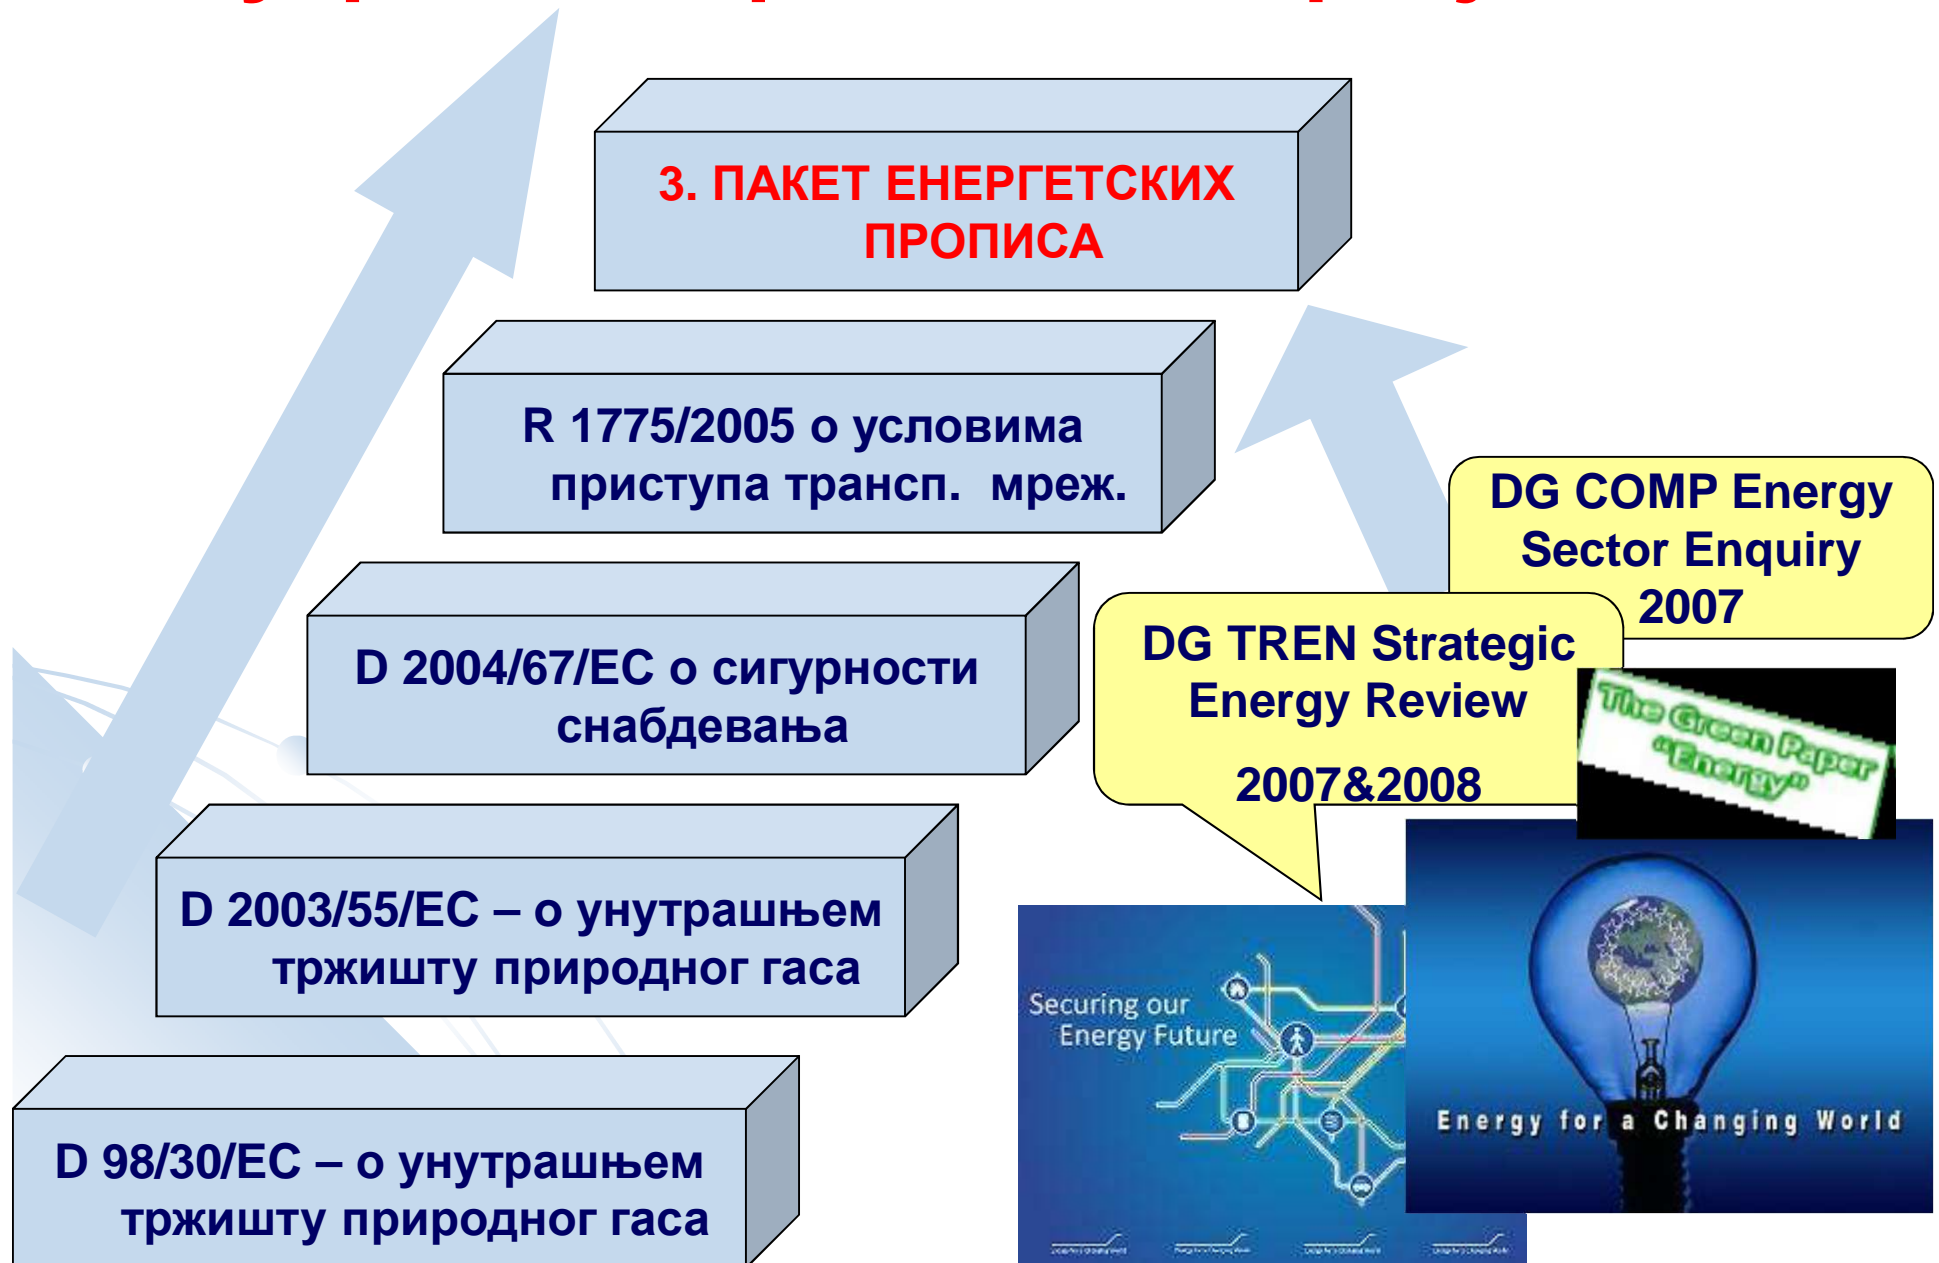 3. ПАКЕТ ЕНЕРГЕТСКИХ
ПРОПИСА
R 1775/2005 о условима
приступа трансп. мреж.
DG COMP Energy
Sector Enquiry
2007
DG TREN Strategic
Energy Review
2007&2008
D 2004/67/EC о сигурности
снабдевања
The Green Paper
“Energy”
D 2003/55/EC – о унутрашњем
тржишту природног гаса
Securing our
Energy Future
Energy for a Changing World
D 98/30/EC – о унутрашњем
тржишту природног гаса